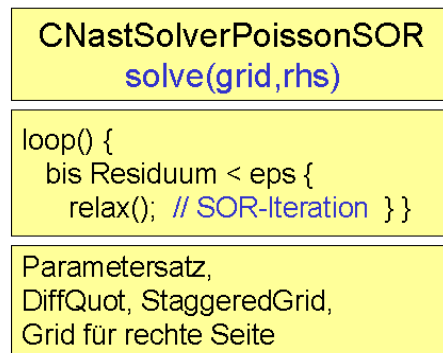 CNastSolverPoissonSOR
solve(grid,rhs)
loop() {
bis Residuum < eps {
relax(); // SOR-Iteration } }
Parametersatz,
DiffQuot, StaggeredGrid,
Grid für rechte Seite